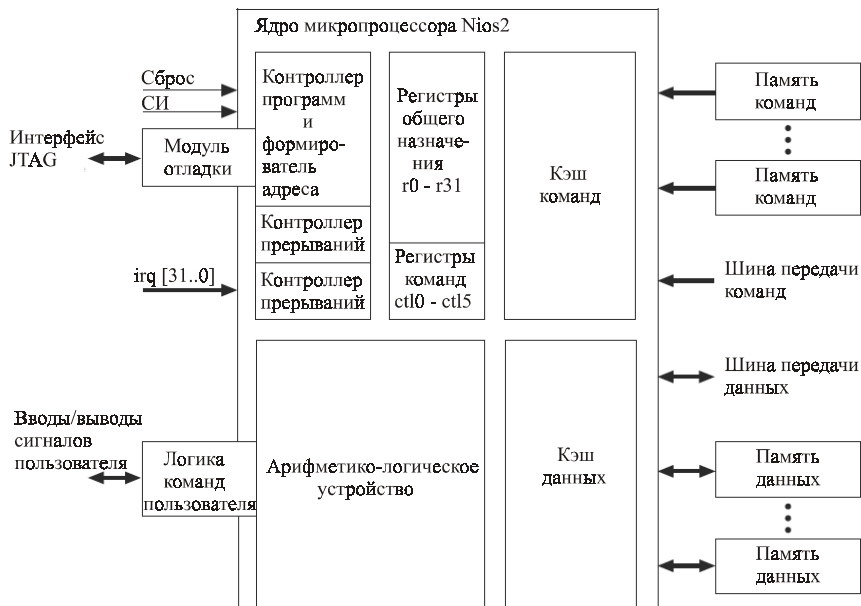 Ядро микропроцессора Nios2
Сброс
СИ
Интерфейс
JTAG
Модуль
отладки
irq [31..0]
Вводы/выводы
сигналов
пользователя
Логика
команд
пользователя
Контроллер
программ
и
формиро-
ватель
адреса
Контроллер
прерываний
Контроллер
прерываний
Регистры
общего
назначе-
ния
r0 - r31
Регистры
команд
ctl0 - ctl5
Кэш
команд
Арифметико-логическое
устройство
Кэш
данных
Память
команд
Память
команд
Шина передачи
команд
Шина передачи
данных
Память
данных
Память
данных